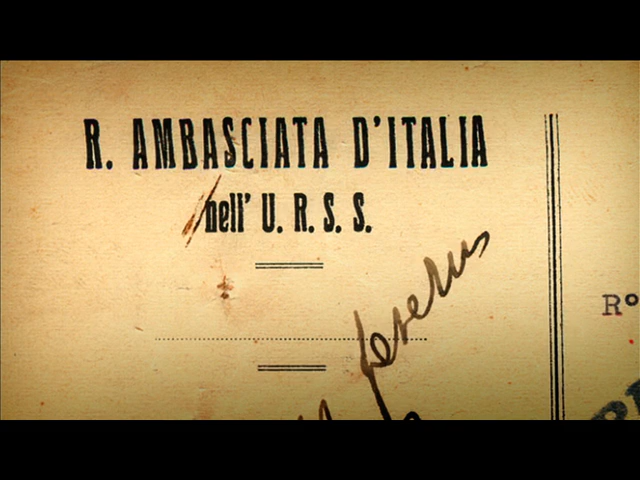 R. AMBASCIATA D'ITALIA
nell' U. R. S. S.
R°